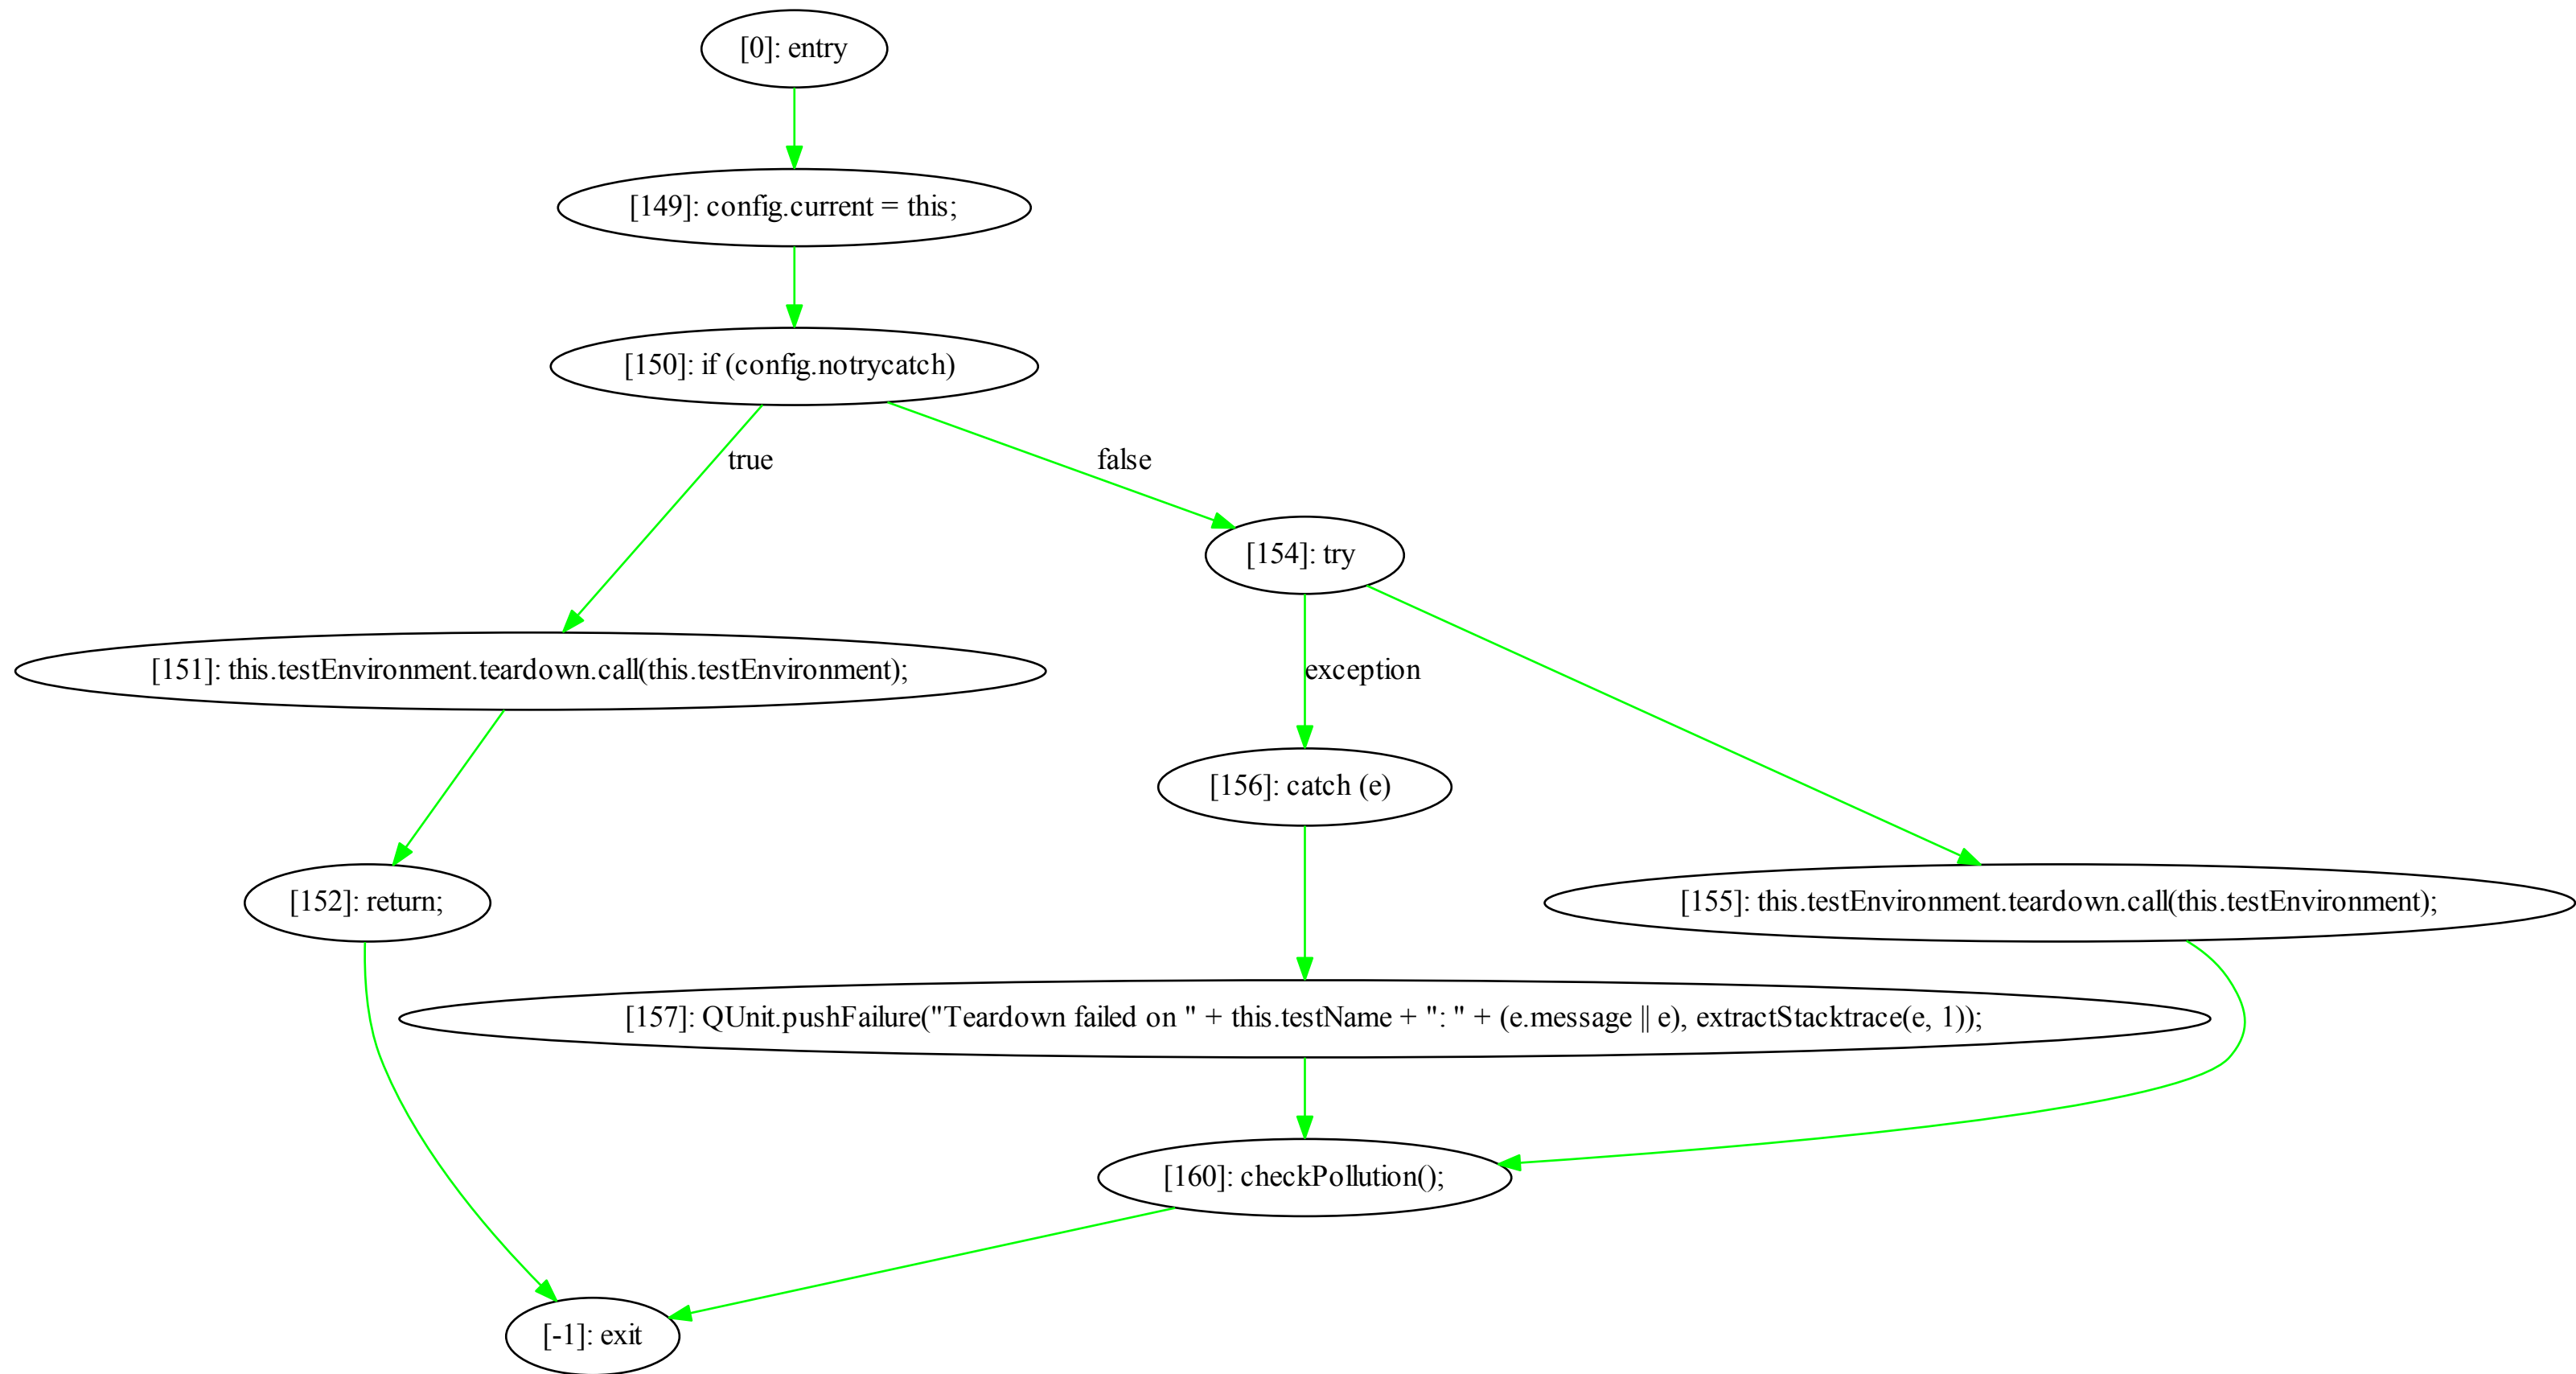 [0]: entry
[149]: config.current = this;
[150]: if (config.notrycatch)
true
false
[154]: try
[151]: this.testEnvironment.teardown.call(this.testEnvironment);
exception
[156]: catch (e)
[152]: return;
[155]: this.testEnvironment.teardown.call(this.testEnvironment);
[157]: QUnit.pushFailure("Teardown failed on " + this.testName + ": " + (e.message || e), extractStacktrace(e, 1));
[160]: checkPollution();
[-1]: exit